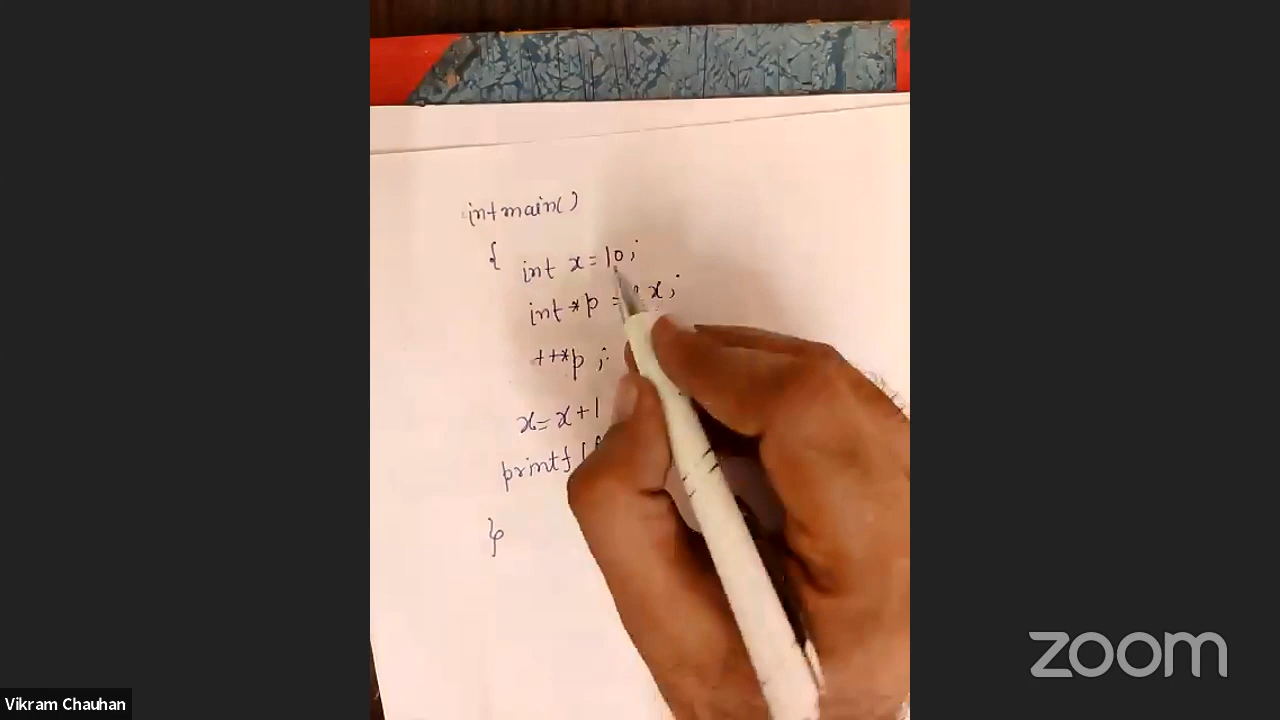 int main()
{
int x = 10;
int *p = & x;
++*p ;
x = x + 1
printf (
}
Vikram Chauhan
zoom